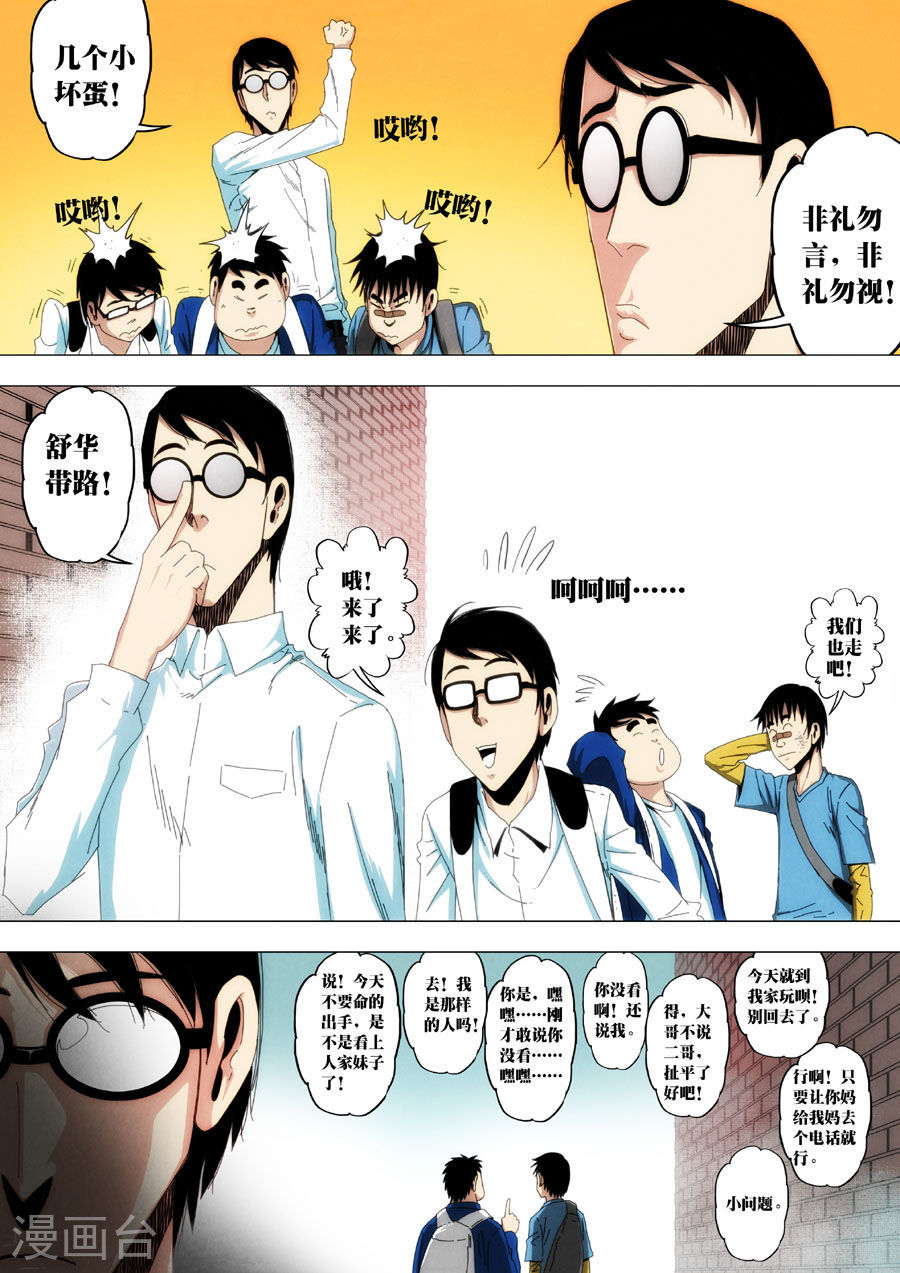 几个小
坏蛋！
哎哟！
哎哟！
哎哟！
非礼勿
言，非
礼勿视！
舒华
带路！
哦！
来了
来了。
呵呵呵……
我们
也走
吧！
说！今天
不要命的
出手，是
不是看上
人家妹子
了！
去！我
是那样
的人吗！
你是，嘿
嘿……刚
才敢说你
没看……
嘿嘿……
你没看
啊！还
说我。
得，大
哥不说
二哥，
扯平了
好吧！
今天就到
我家玩呗！
别回去了。
行啊！只
要让你妈
给我妈去
个电话就
行。
小问题。
漫画台